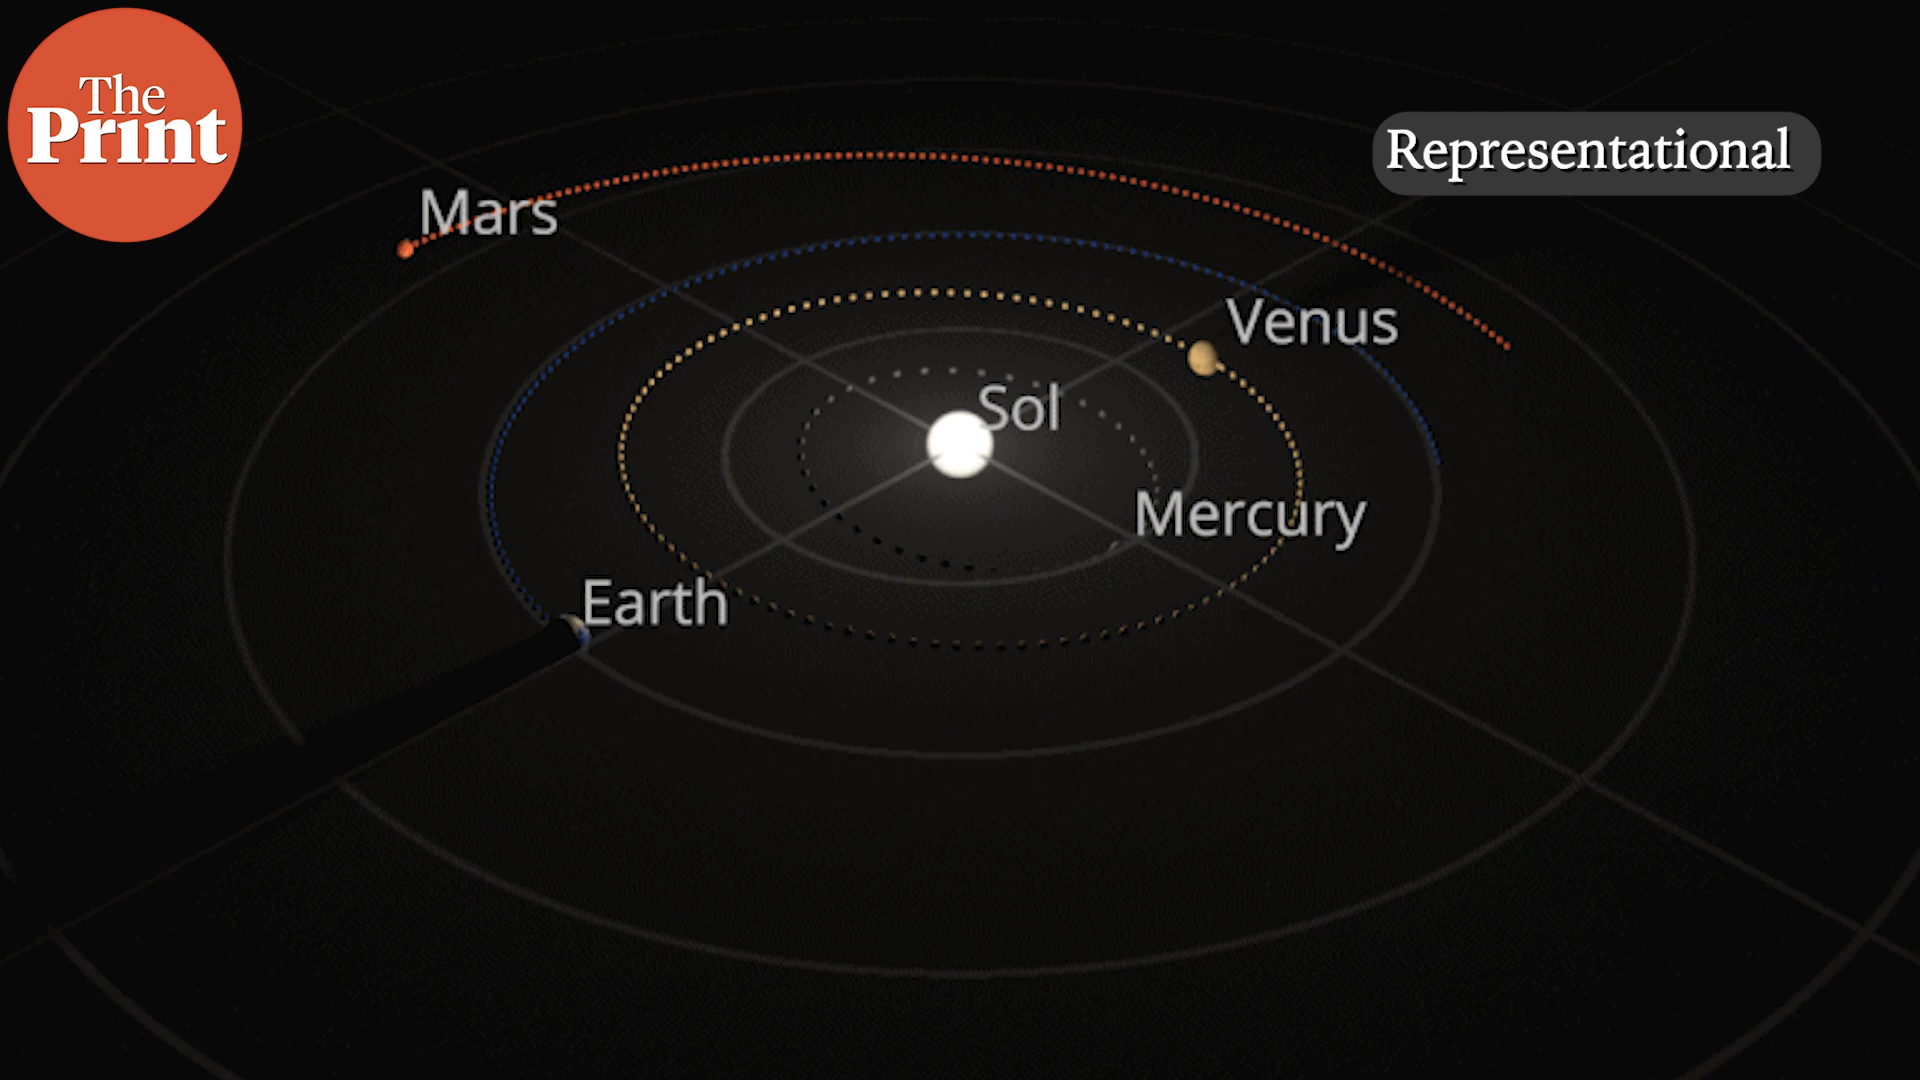 The
Print
Representational
Mars
Venus
Sol
Mercury
Earth